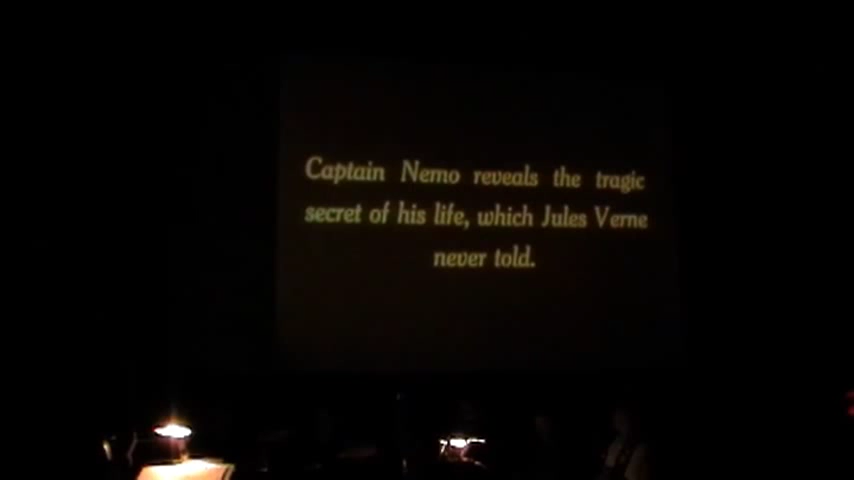 Captain Nemo reveals the tragic
secret of his life, which Jules Verne
never told.